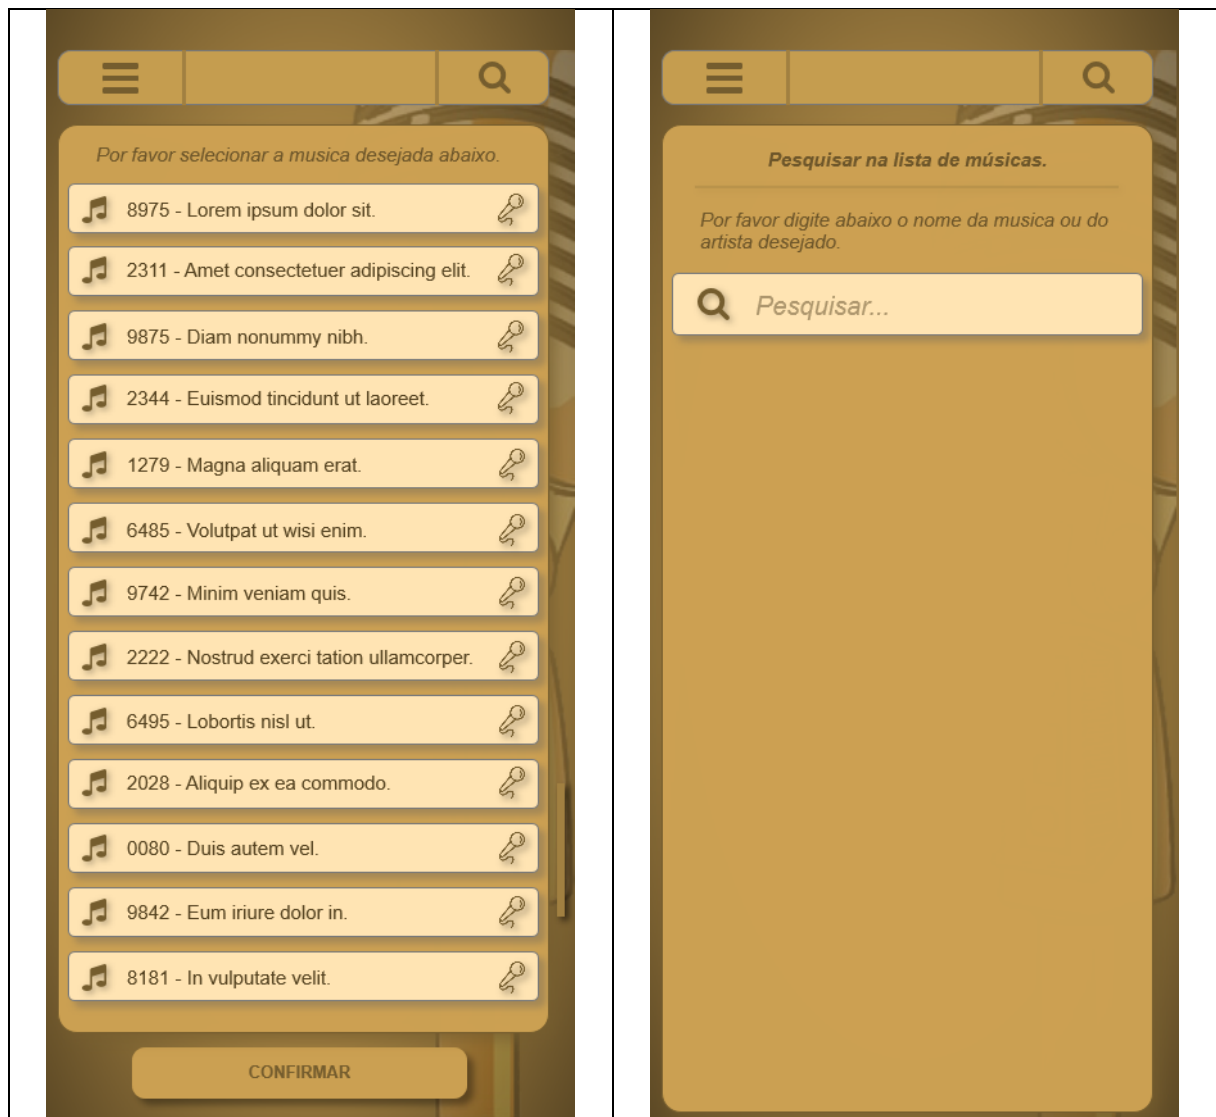 Por favor selecionar a musica desejada abaixo.
8975 - Lorem ipsum dolor sit.
2311 - Amet consectetuer adipiscing elit.
9875 - Diam nonummy nibh.
2344 - Euismod tincidunt ut laoreet.
1279 - Magna aliquam erat.
6485 - Volutpat ut wisi enim.
9742 - Minim veniam quis.
2222 - Nostrud exerci tation ullamcorper.
6495 - Lobortis nisl ut.
2028 - Aliquip ex ea commodo.
0080 - Duis autem vel.
9842 - Eum iriure dolor in.
8181 - In vulputate velit.
CONFIRMAR
Pesquisar na lista de músicas.
Por favor digite abaixo o nome da musica ou do
artista desejado.
Pesquisar...